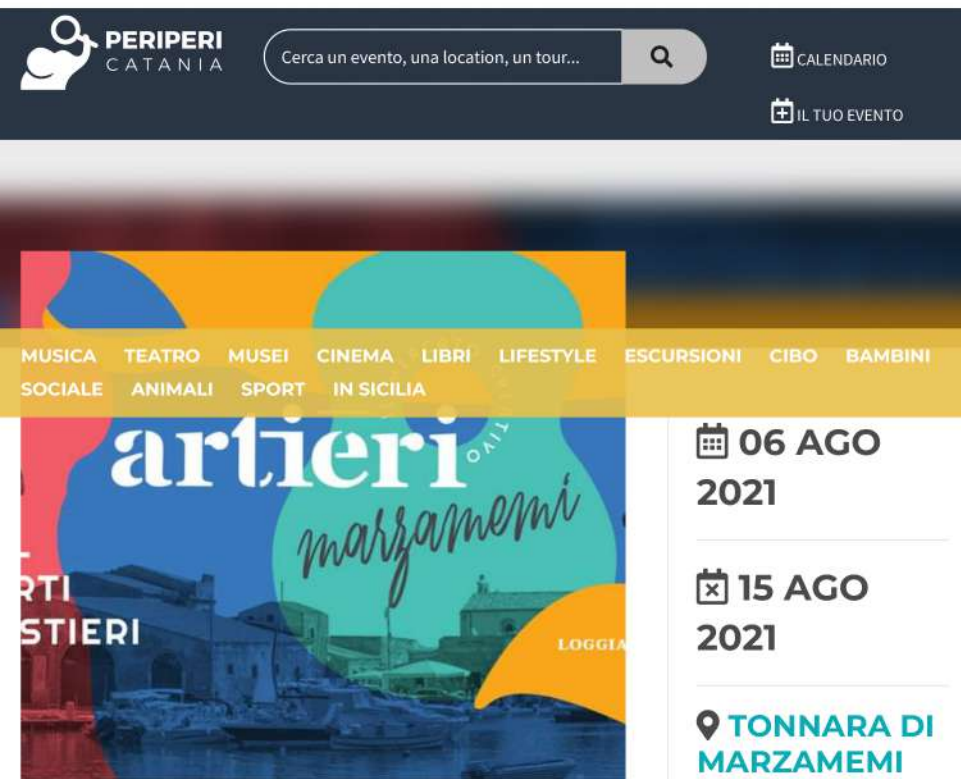 PERIPERI
CATANIA
Cerca un evento, una location, un tour...
CALENDARIO
IL TUO EVENTO
MUSICA TEATRO MUSEI CINEMA LIBRI LIFESTYLE ESCURSIONI CIBO BAMBINI
SOCIALE ANIMALI SPORT IN SICILIA
artieri
marzamemi
RTI
STIERI
LOGGIA
06 AGO
2021
15 AGO
2021
TONNARA DI
MARZAMEMI